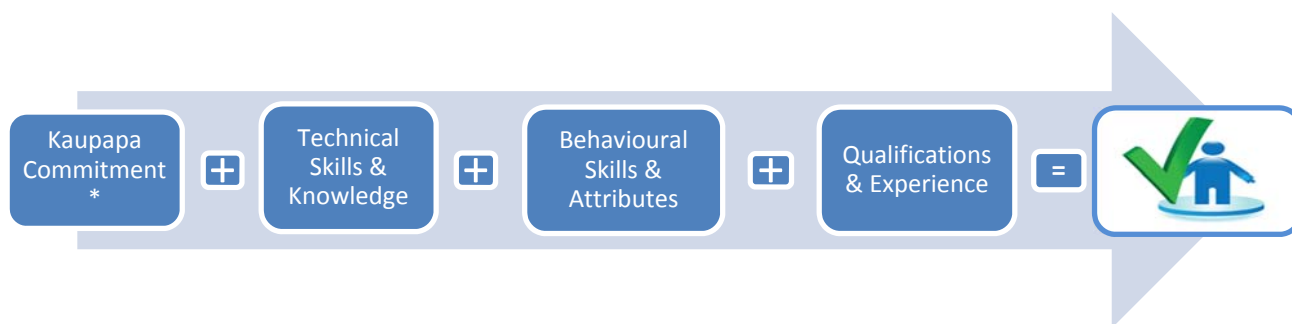 Kaupapa
Commitment
*
+
Technical
Skills &
Knowledge
+
Behavioural
Skills &
Attributes
+
Qualifications
& Experience
=